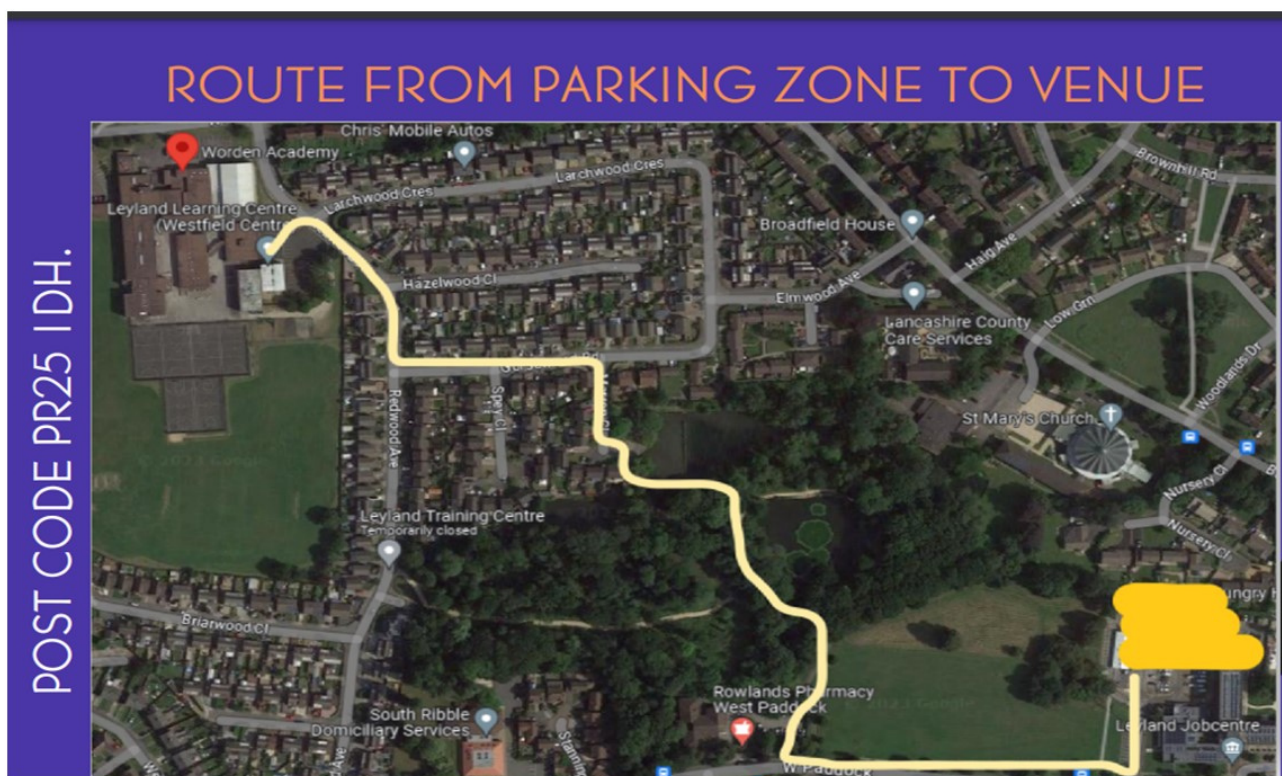 ROUTE FROM PARKING ZONE TO VENUE
POST CODE PR25 1DH.
Chris' Mobile Autos
Worden Academy
Brownhill Rd
Larchwood Cres
Larchwood Cres
Leyland Learning Centre
(Westfield Centr
Broadfield House
Haig Ave
Hazelwood Cl
Elmwood Ave
Low Grn
Lancashire County
Care Services
Woodlands Dr
Redwood Ave
Spey Cl
St Mary's Church
Nursery Cl
Leyland Training Centre
Temporarily closed
Nursery Cl
ungry H
Briarwood Cl
Rowlands Pharmacy
West Paddock
South Ribble
Domiciliary Services
Leyland Jobcentre
W Paddock